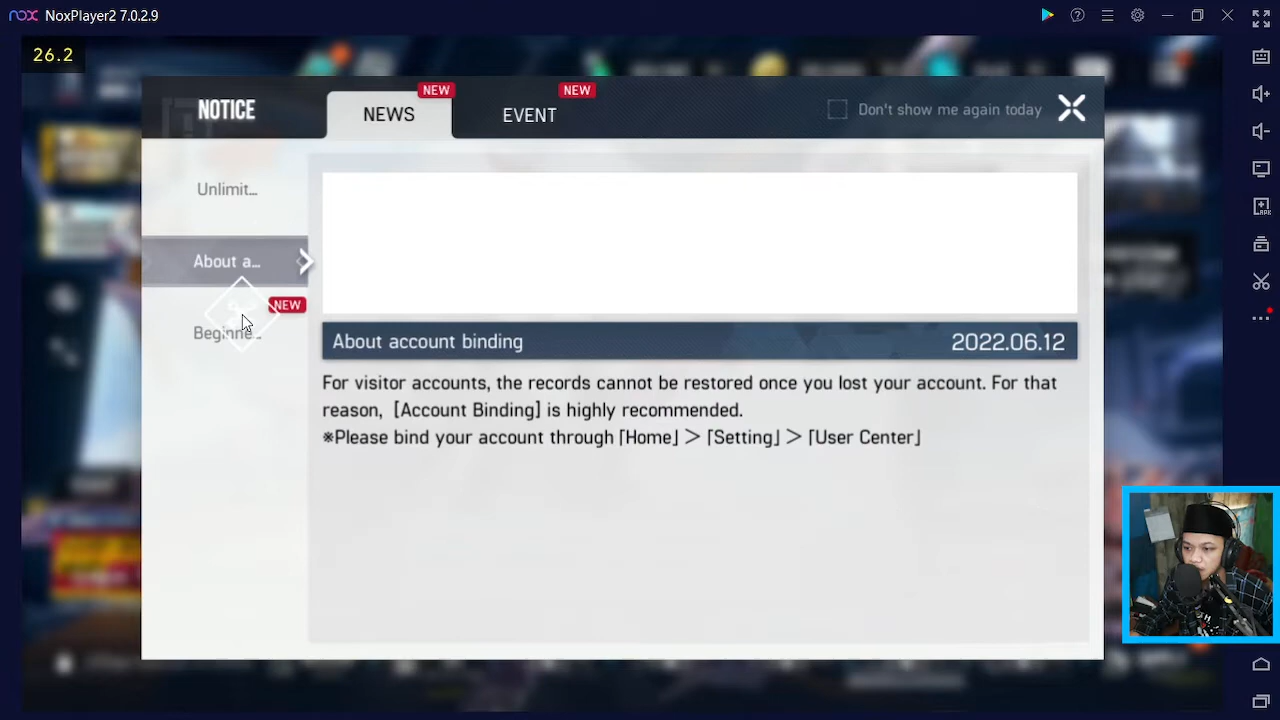 nox NoxPlayer2 7.0.2.9
26.2
NOTICE
NEWS
NEW
EVENT
NEW
Don't show me again today
Unlimit...
About a...
NEW
Beginne...
About account binding
2022.06.12
For visitor accounts, the records cannot be restored once you lost your account. For that
reason, [Account Binding] is highly recommended.
※Please bind your account through「Home」>「Setting」>「User Center」